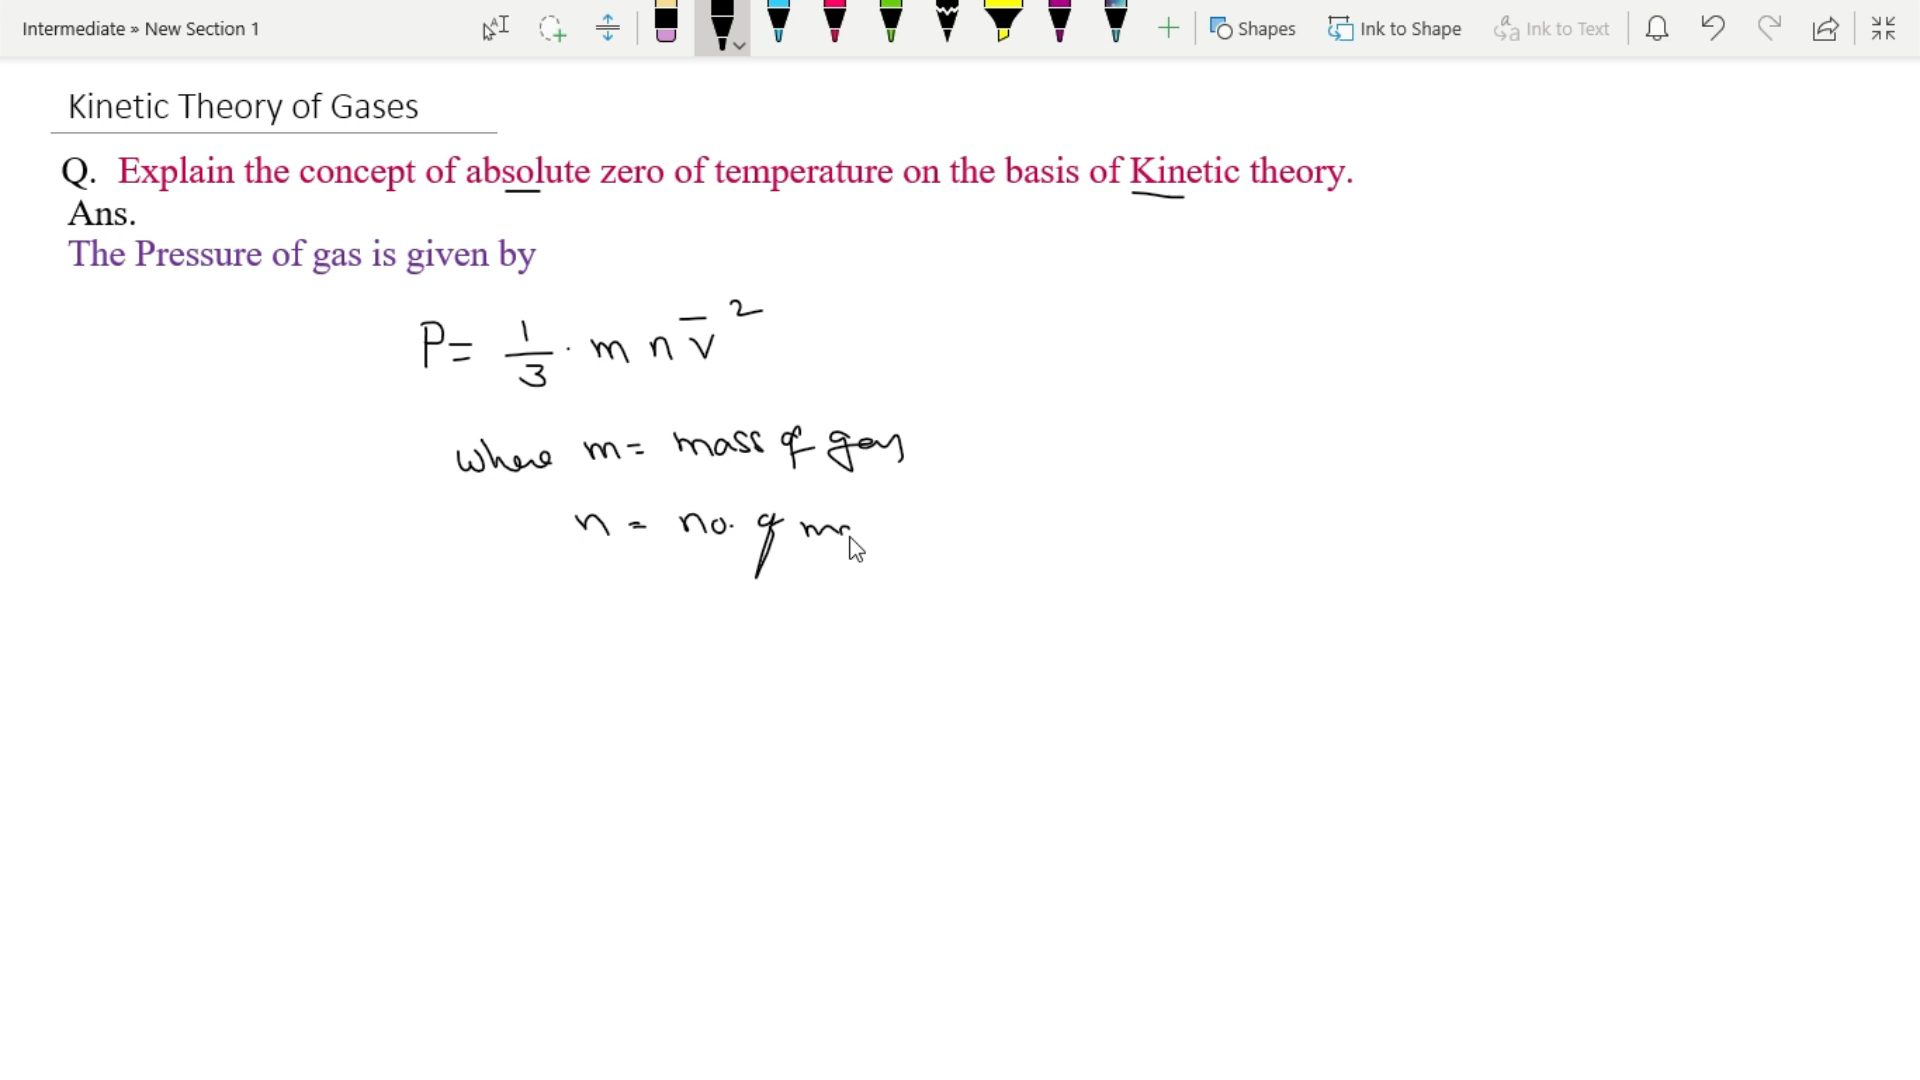 Intermediate » New Section 1
Shapes Ink to Shape Ink to Text
Kinetic Theory of Gases
Q. Explain the concept of absolute zero of temperature on the basis of Kinetic theory.
Ans.
The Pressure of gas is given by
P = 1/3 · m n v̄ ²
where m = mass of gas
n = no. of mo